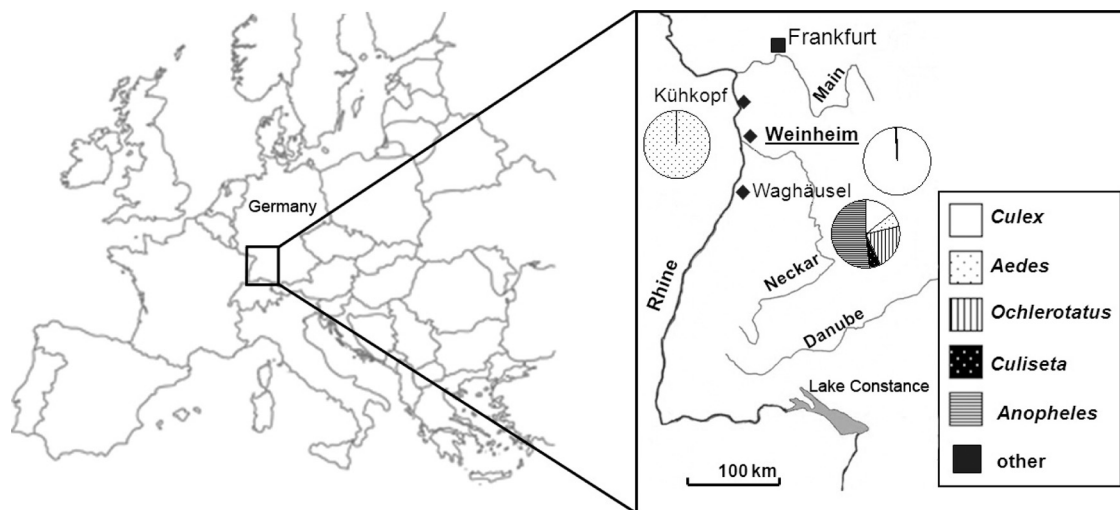 Germany
Frankfurt
Main
Kühkopf
Weinheim
Waghäusel
Neckar
Rhine
Danube
Lake Constance
100 km
Culex
Aedes
Ochlerotatus
Culiseta
Anopheles
other